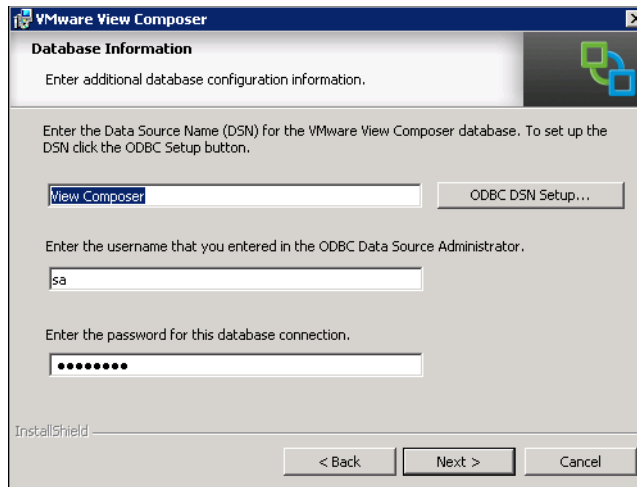 VMware View Composer
Database Information
Enter additional database configuration information.
Enter the Data Source Name (DSN) for the VMware View Composer database. To set up the
DSN click the ODBC Setup button.
View Composer
ODBC DSN Setup...
Enter the username that you entered in the ODBC Data Source Administrator.
sa
Enter the password for this database connection.
●●●●●●●●
InstallShield
< Back
Next >
Cancel